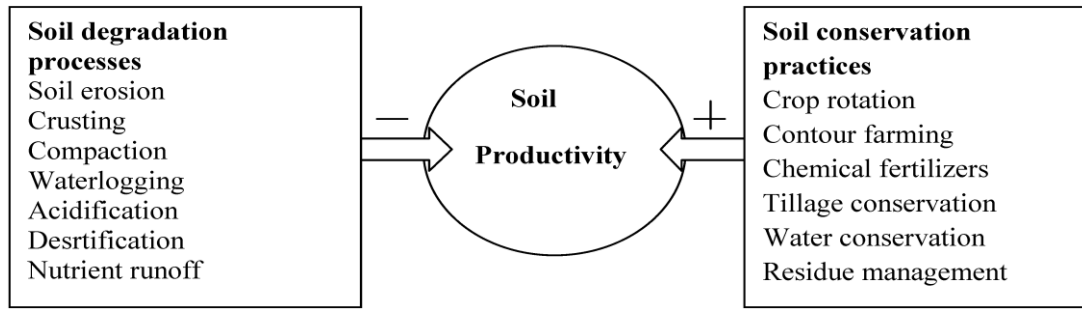 Soil degradation
processes
Soil erosion
Crusting
Compaction
Waterlogging
Acidification
Desrtification
Nutrient runoff
−
Soil
Productivity
+
Soil conservation
practices
Crop rotation
Contour farming
Chemical fertilizers
Tillage conservation
Water conservation
Residue management